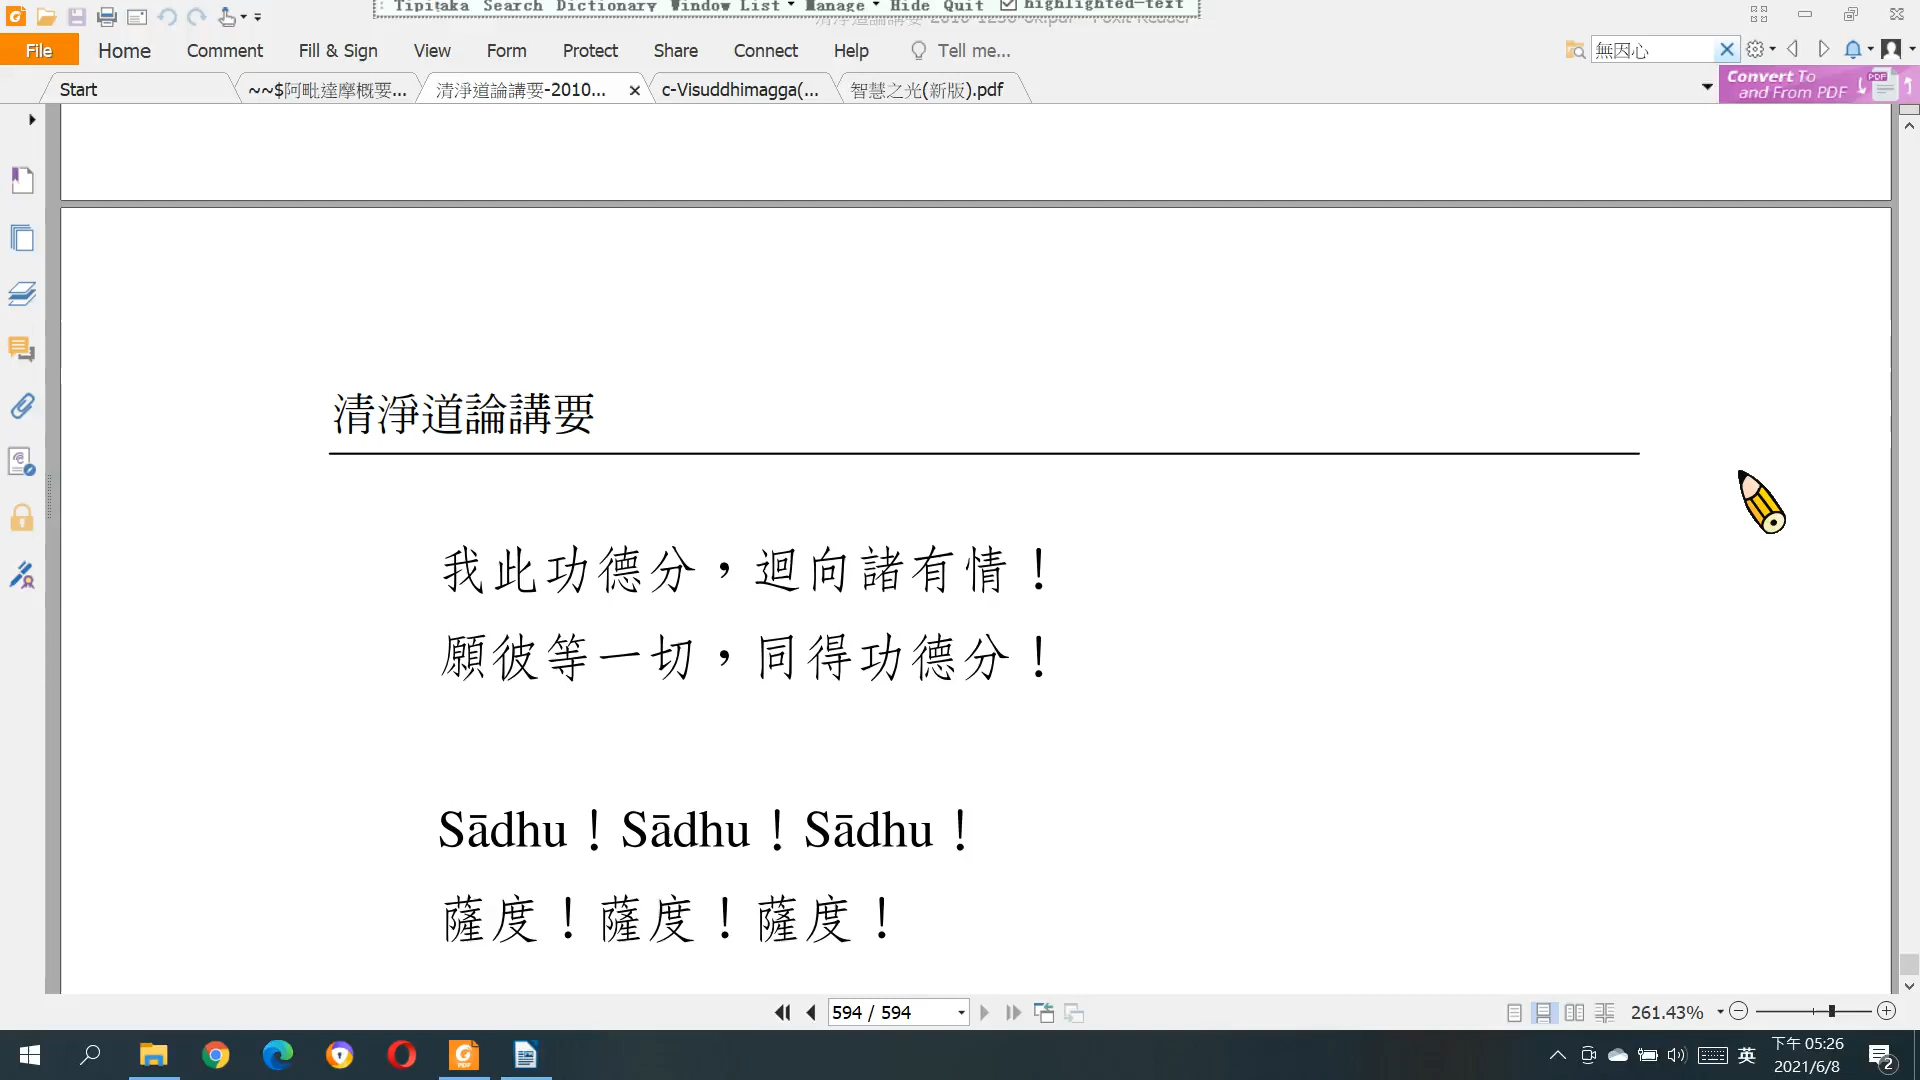 Tipiṭaka Search Dictionary Window List Manage Hide Quit highlighted-text
File Home Comment Fill & Sign View Form Protect Share Connect Help Tell me... 無因心
Start ~~$阿毗達摩概要... 清淨道論講要-2010... c-Visuddhimagga(... 智慧之光(新版).pdf
Convert To
and From PDF
PDF
清淨道論講要
我此功德分，迴向諸有情！
願彼等一切，同得功德分！
Sādhu！Sādhu！Sādhu！
薩度！薩度！薩度！
594 / 594 261.43%
英 下午 05:26
2021/6/8
2